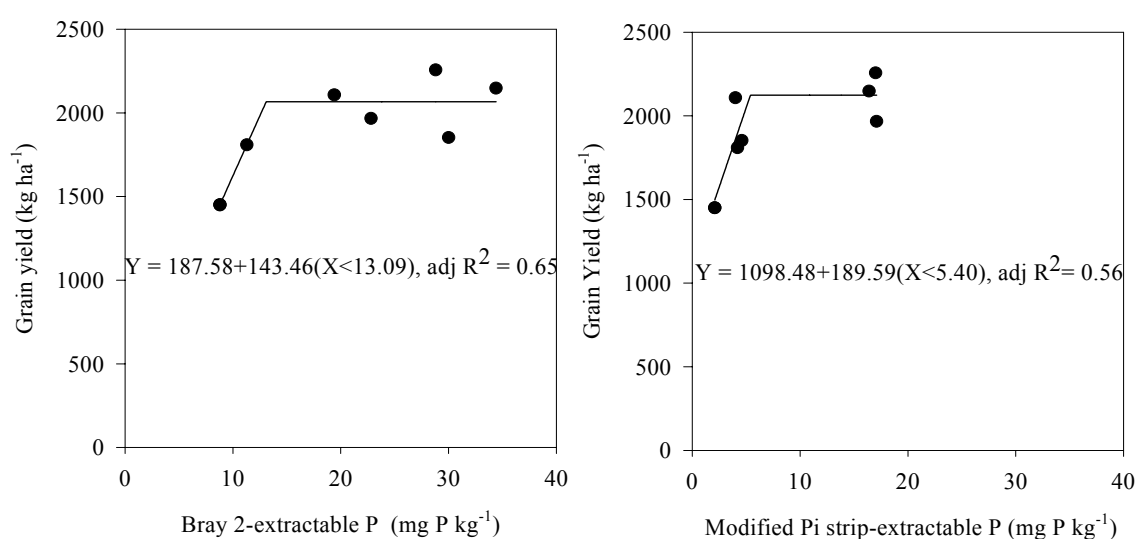 2500
2000
1500
1000
500
0
Grain yield (kg ha-1)
Y = 187.58+143.46(X<13.09), adj R2 = 0.65
0 10 20 30 40
Bray 2-extractable P (mg P kg-1)
2500
2000
1500
1000
500
0
Grain Yield (kg ha-1)
Y = 1098.48+189.59(X<5.40), adj R2= 0.56
0 10 20 30 40
Modified Pi strip-extractable P (mg P kg-1)